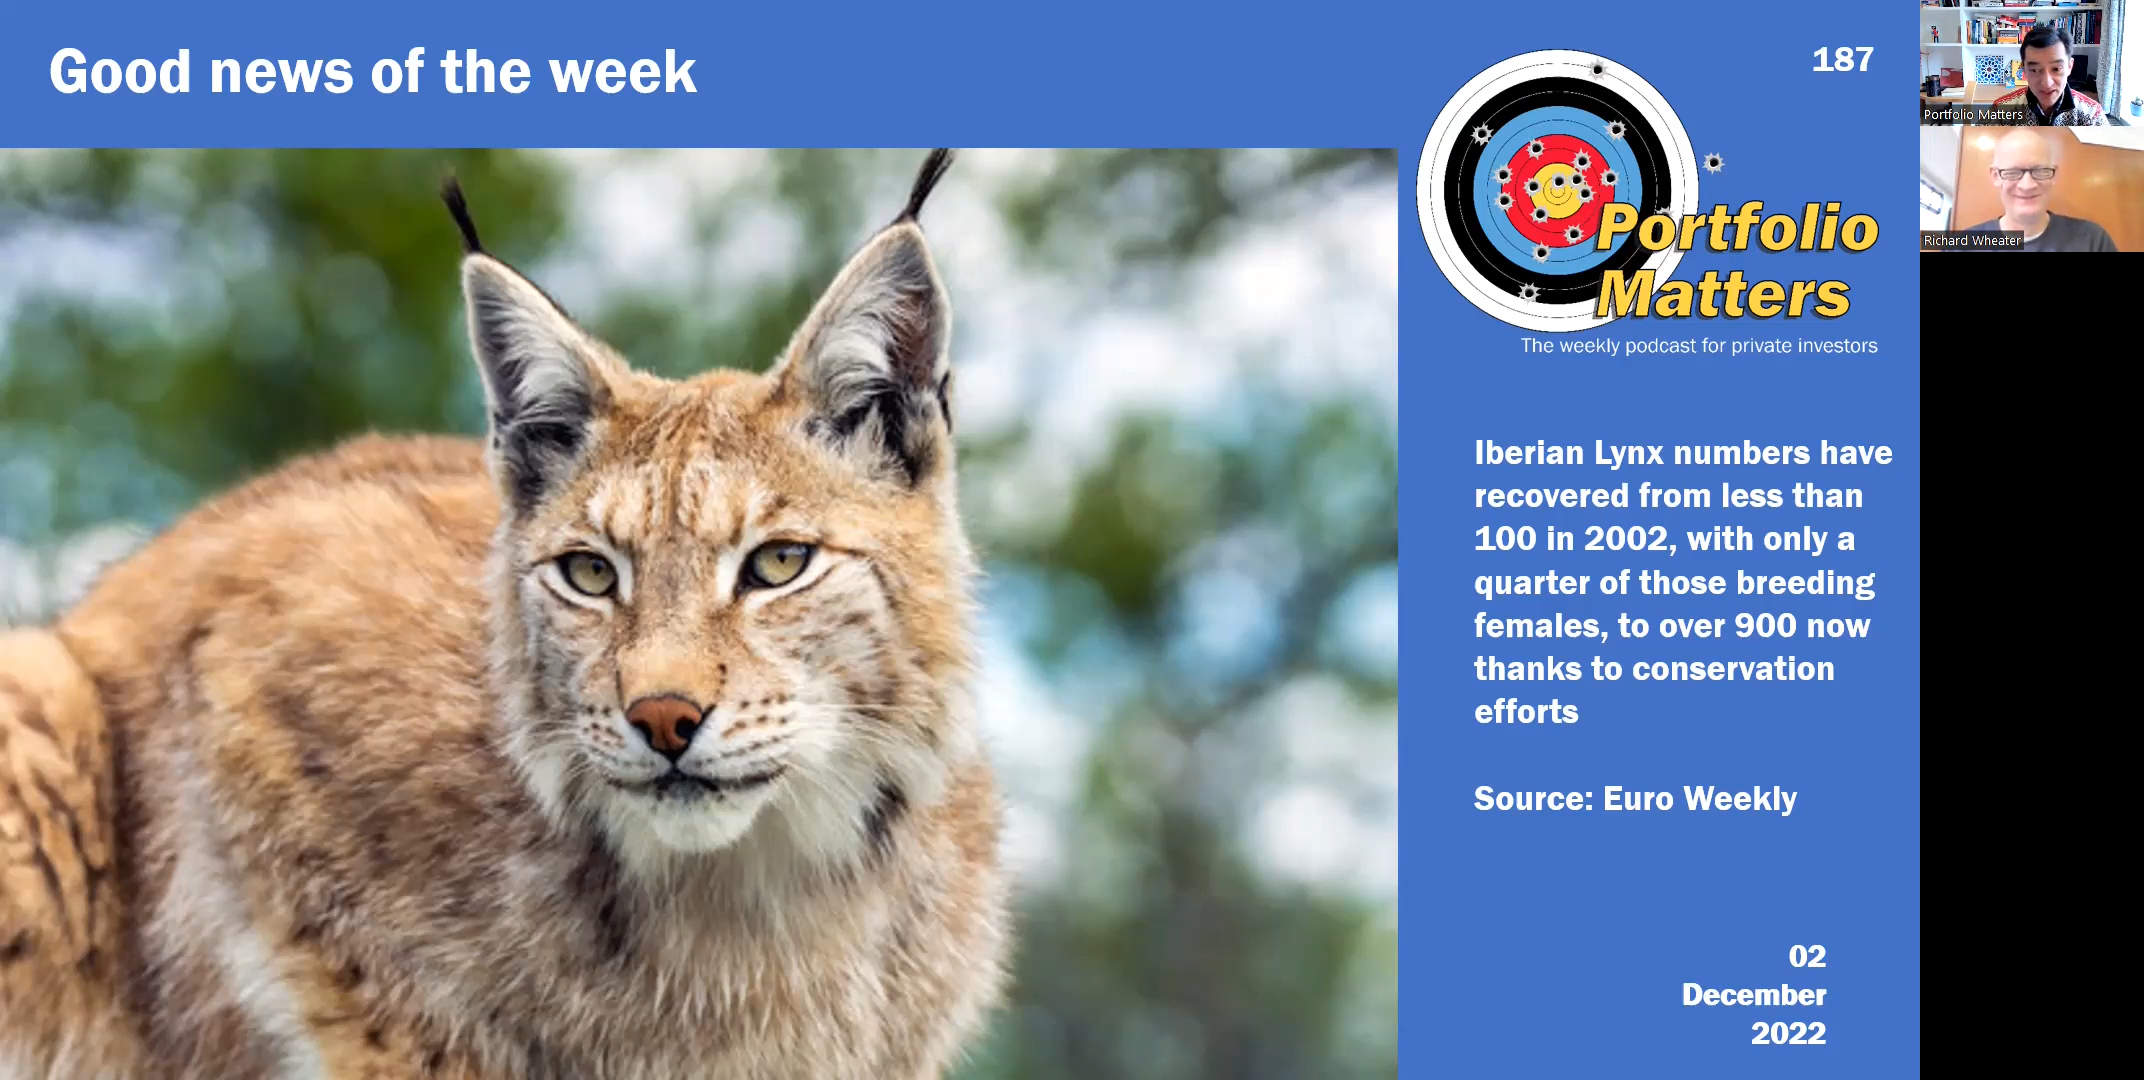 Good news of the week
187
Portfolio
Matters
The weekly podcast for private investors
Iberian Lynx numbers have
recovered from less than
100 in 2002, with only a
quarter of those breeding
females, to over 900 now
thanks to conservation
efforts
Source: Euro Weekly
02
December
2022
Portfolio Matters
Richard Wheater